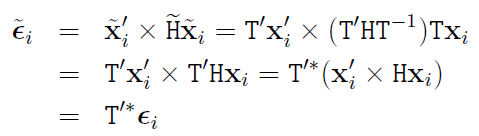 ϵ̃ᵢ = x̃′ᵢ × H̃x̃ᵢ = T′x′ᵢ × (T′HT⁻¹)Txᵢ
= T′x′ᵢ × T′Hxᵢ = T′*(x′ᵢ × Hxᵢ)
= T′*ϵᵢ